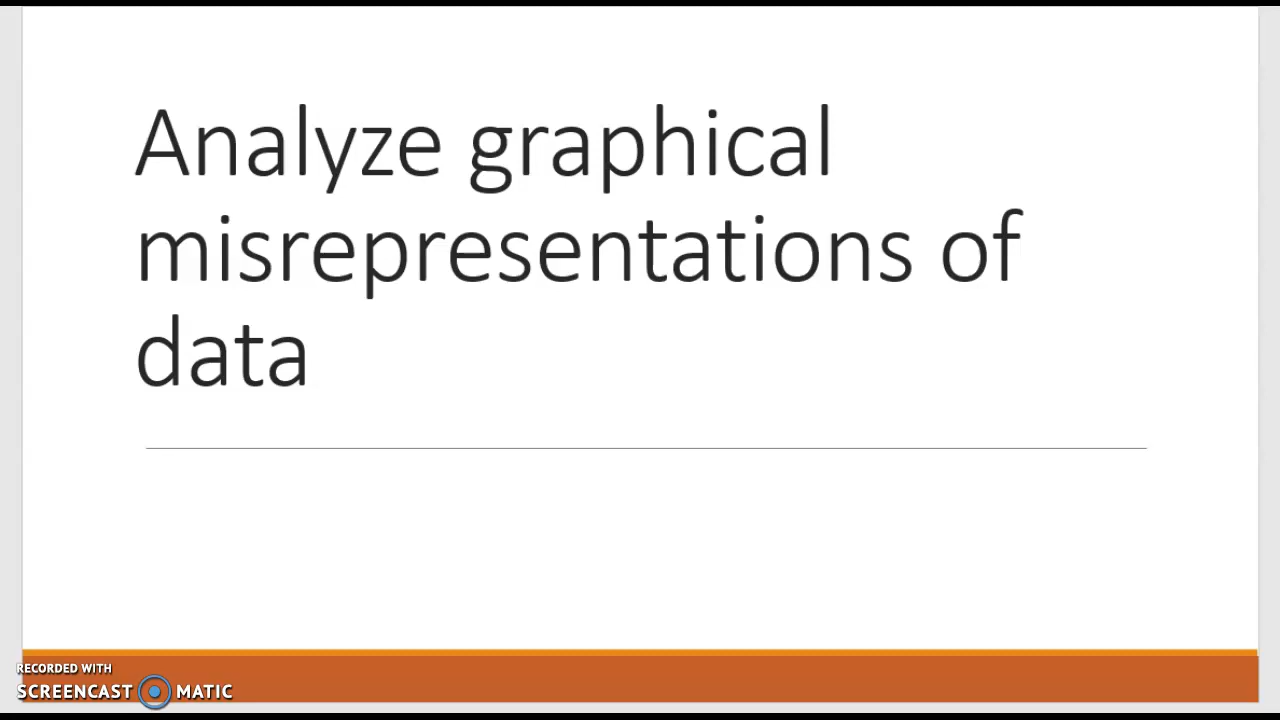 Analyze graphical
misrepresentations of
data
RECORDED WITH
SCREENCAST MATIC